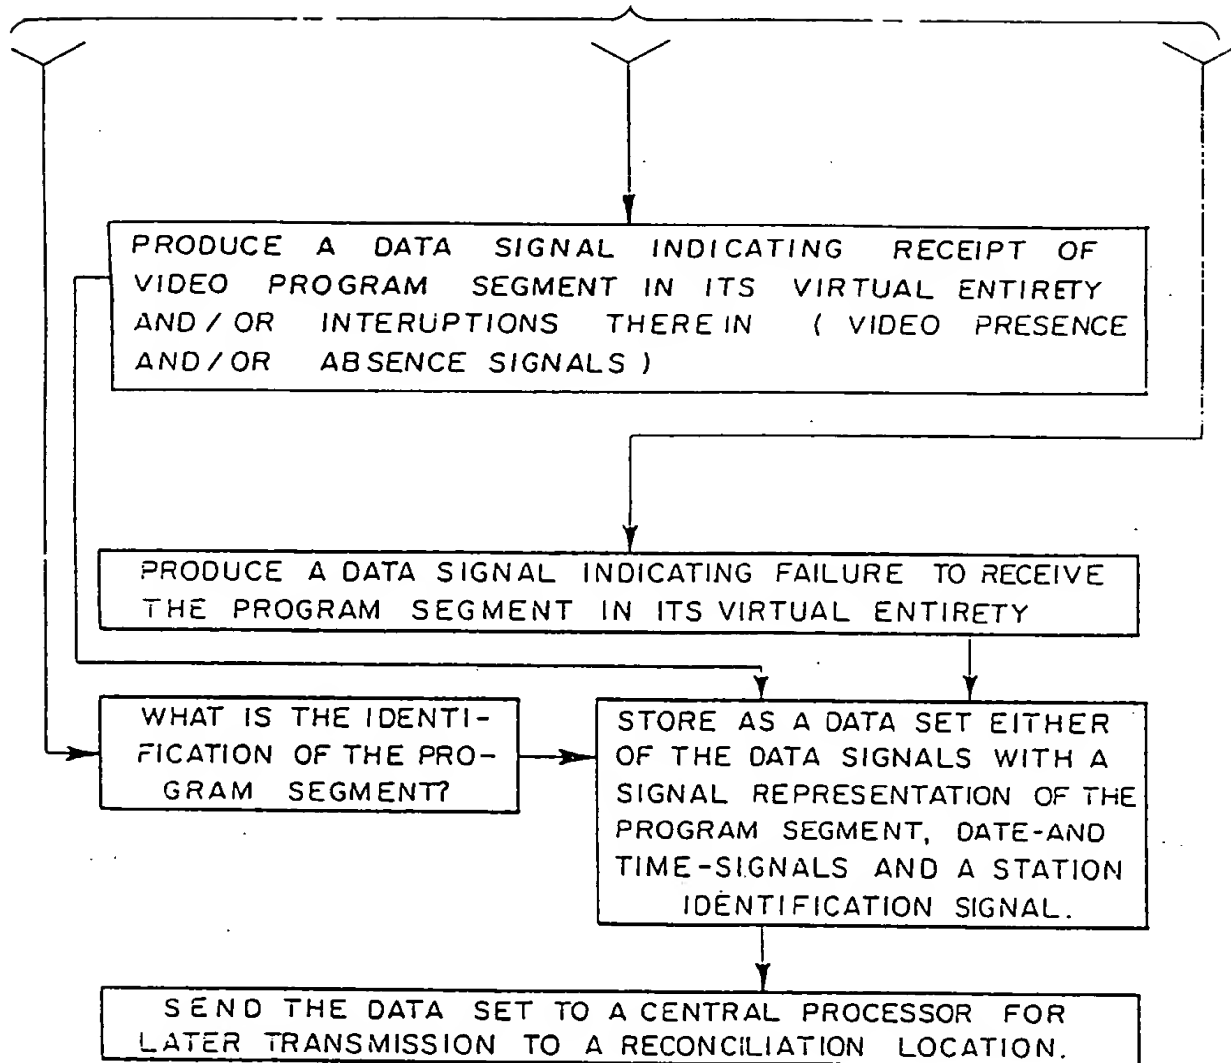 PRODUCE A DATA SIGNAL INDICATING RECEIPT OF
VIDEO PROGRAM SEGMENT IN ITS VIRTUAL ENTIRETY
AND/OR INTERUPTIONS THEREIN (VIDEO PRESENCE
AND/OR ABSENCE SIGNALS)
PRODUCE A DATA SIGNAL INDICATING FAILURE TO RECEIVE
THE PROGRAM SEGMENT IN ITS VIRTUAL ENTIRETY
WHAT IS THE IDENTI-
FICATION OF THE PRO-
GRAM SEGMENT?
STORE AS A DATA SET EITHER
OF THE DATA SIGNALS WITH A
SIGNAL REPRESENTATION OF THE
PROGRAM SEGMENT, DATE-AND
TIME-SIGNALS AND A STATION
IDENTIFICATION SIGNAL.
SEND THE DATA SET TO A CENTRAL PROCESSOR FOR
LATER TRANSMISSION TO A RECONCILIATION LOCATION.